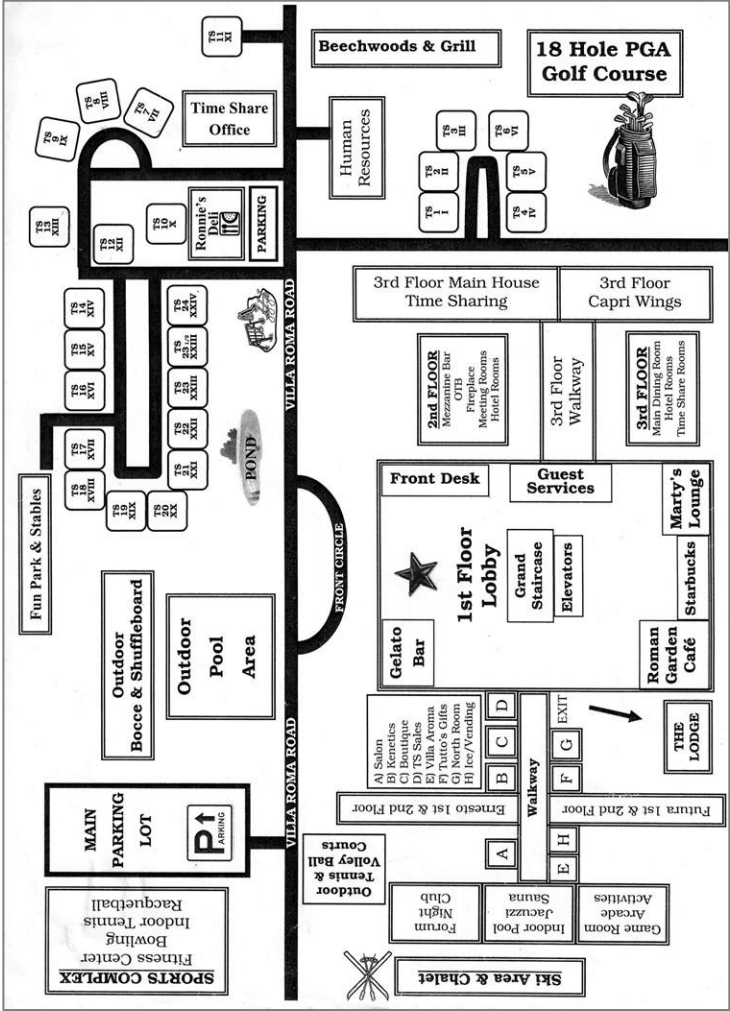 TS
11
XI
Beechwoods & Grill
18 Hole PGA
Golf Course
TS
8
VIII
TS
7
VII
TS
9
IX
Time Share
Office
Human
Resources
TS
3
III
TS
6
VI
TS
2
II
TS
5
V
TS
1
I
TS
4
IV
TS
13
XIII
TS
12
XII
TS
10
X
Ronnie's
Deli
PARKING
TS
14
XIV
TS
15
XV
TS
16
XVI
TS
17
XVII
TS
18
XVIII
TS
19
XIX
TS
20
XX
TS
24
XXIV
TS
23 ½
XXIII
TS
23
XXIII
TS
22
XXII
TS
21
XXI
VILLA ROMA ROAD
POND
FRONT CIRCLE
Fun Park & Stables
3rd Floor Main House
Time Sharing
3rd Floor
Capri Wings
2nd FLOOR
Mezzanine Bar
OTB
Fireplace
Meeting Rooms
Hotel Rooms
3rd Floor
Walkway
3rd FLOOR
Main Dining Room
Hotel Rooms
Time Share Rooms
Front Desk
Guest
Services
Marty's
Lounge
1st Floor
Lobby
Grand
Staircase
Elevators
Starbucks
Gelato
Bar
Roman
Garden
Café
Outdoor
Bocce & Shuffleboard
Outdoor
Pool
Area
VILLA ROMA ROAD
A) Salon
B) Kenetics
C) Boutique
D) TS Sales
E) Villa Aroma
F) Tutto's Gifts
G) North Room
H) Ice/Vending
D
C
B
Walkway
EXIT
G
F
THE
LODGE
Ernesto 1st & 2nd Floor
Futura 1st & 2nd Floor
A
H
E
MAIN
PARKING
LOT
P
ARKING
Outdoor
Tennis &
Volley Ball
Courts
Forum
Night
Club
Indoor Pool
Jacuzzi
Sauna
Game Room
Arcade
Activities
SPORTS COMPLEX
Fitness Center
Bowling
Indoor Tennis
Racquetball
Ski Area & Chalet